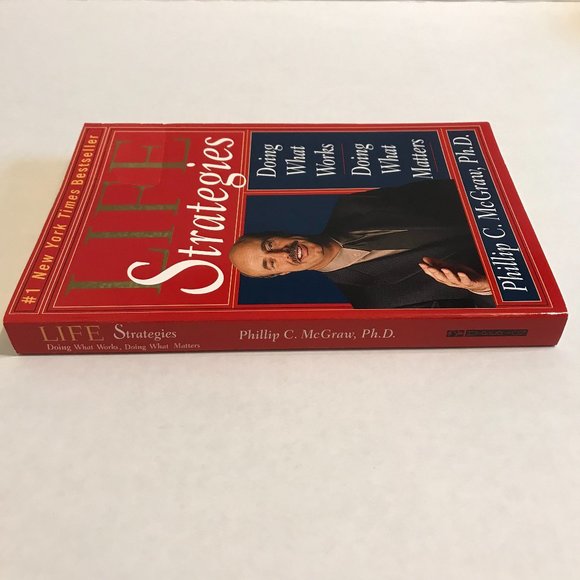 #1 New York Times Bestseller
LIFE
Strategies
Doing
What
Works
Doing
What
Matters
Phillip C. McGraw, Ph.D.
LIFE Strategies
Doing What Works, Doing What Matters
Phillip C. McGraw, Ph.D.